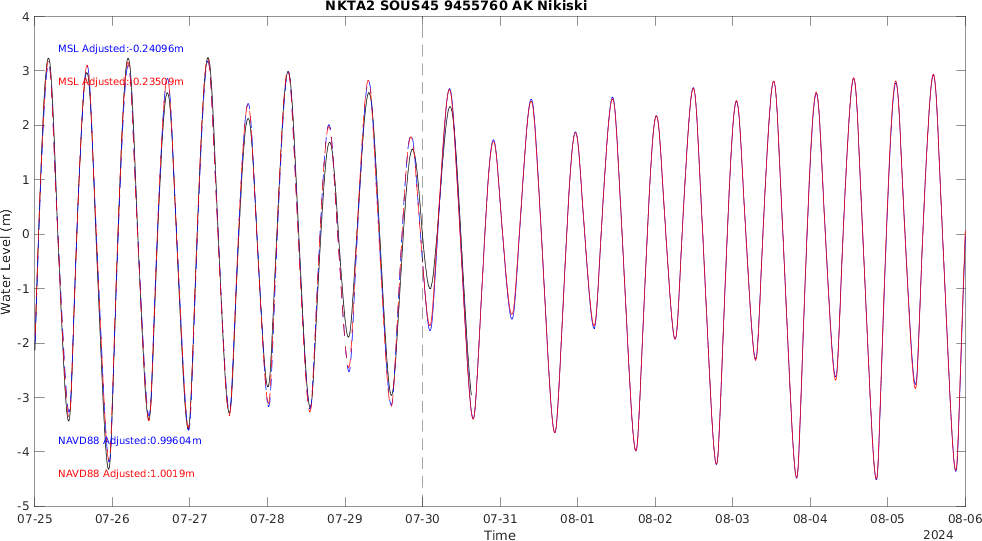 NKTA2 SOUS45 9455760 AK Nikiski
4
3
2
1
0
-1
-2
-3
-4
-5
Water Level (m)
MSL Adjusted:-0.24096m
MSL Adjusted:-0.23509m
NAVD88 Adjusted:0.99604m
NAVD88 Adjusted:1.0019m
07-25 07-26 07-27 07-28 07-29 07-30 07-31 08-01 08-02 08-03 08-04 08-05 08-06
Time
2024